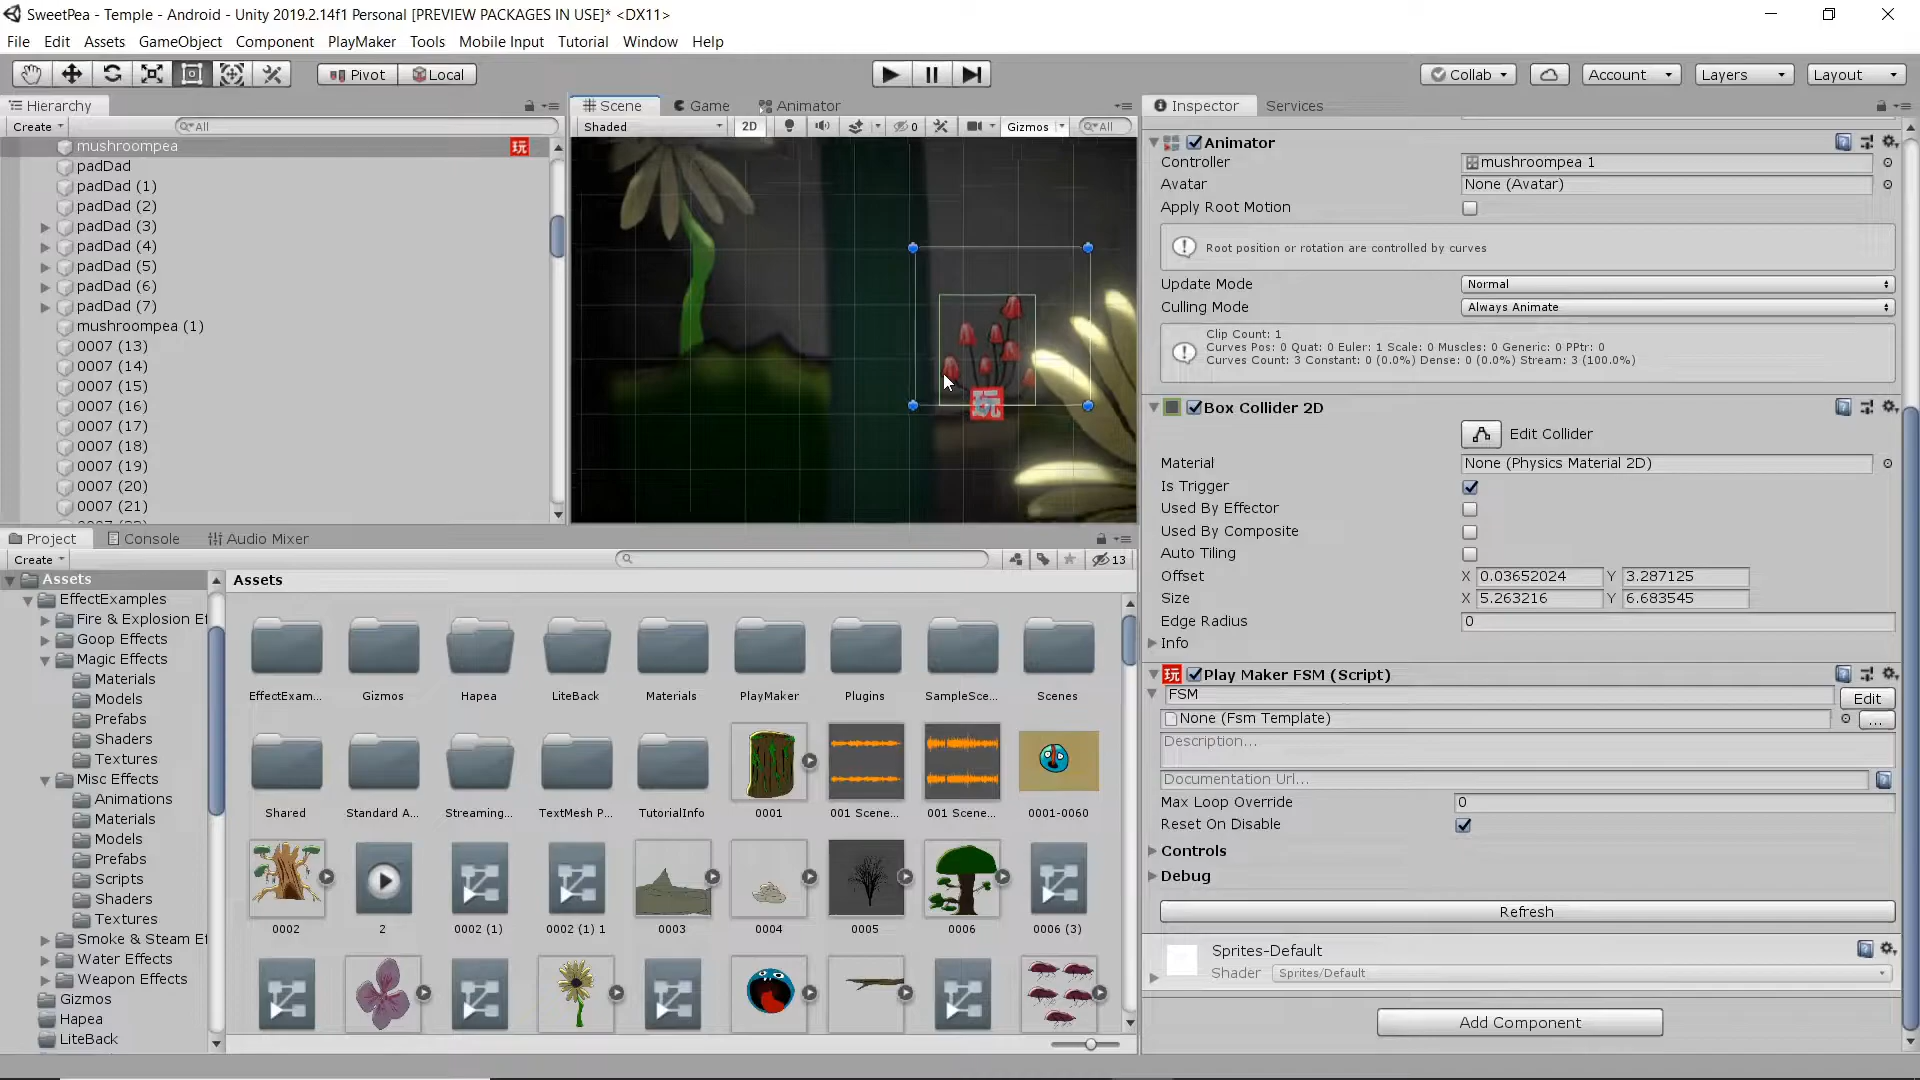 SweetPea - Temple - Android - Unity 2019.2.14f1 Personal [PREVIEW PACKAGES IN USE]* <DX11>
File Edit Assets GameObject Component PlayMaker Tools Mobile Input Tutorial Window Help
Pivot Local Collab Account Layers Layout
Hierarchy
Create All
mushroompea 玩
padDad
padDad (1)
padDad (2)
padDad (3)
padDad (4)
padDad (5)
padDad (6)
padDad (7)
mushroompea (1)
0007 (13)
0007 (14)
0007 (15)
0007 (16)
0007 (17)
0007 (18)
0007 (19)
0007 (20)
0007 (21)
Scene Game Animator
Shaded 2D 0 Gizmos All
玩
Inspector Services
Animator
Controller mushroompea 1
Avatar None (Avatar)
Apply Root Motion
Root position or rotation are controlled by curves
Update Mode Normal
Culling Mode Always Animate
Clip Count: 1
Curves Pos: 0 Quat: 0 Euler: 1 Scale: 0 Muscles: 0 Generic: 0 PPtr: 0
Curves Count: 3 Constant: 0 (0.0%) Dense: 0 (0.0%) Stream: 3 (100.0%)
Box Collider 2D
Edit Collider
Material None (Physics Material 2D)
Is Trigger
Used By Effector
Used By Composite
Auto Tiling
Offset X 0.03652024 Y 3.287125
Size X 5.263216 Y 6.683545
Edge Radius 0
Info
玩 Play Maker FSM (Script)
FSM Edit
None (Fsm Template) ...
Description...
Documentation Url...
Max Loop Override 0
Reset On Disable
Controls
Debug
Refresh
Sprites-Default
Shader Sprites/Default
Add Component
Project Console Audio Mixer
Create 13
Assets
EffectExamples
Fire & Explosion Ef
Goop Effects
Magic Effects
Materials
Models
Prefabs
Shaders
Textures
Misc Effects
Animations
Materials
Models
Prefabs
Scripts
Shaders
Textures
Smoke & Steam Ef
Water Effects
Weapon Effects
Gizmos
Hapea
LiteBack
Assets
EffectExam... Gizmos Hapea LiteBack Materials PlayMaker Plugins SampleSce... Scenes
Shared Standard A... Streaming... TextMesh P... TutorialInfo 0001 001 Scene... 001 Scene... 0001-0060
0002 2 0002 (1) 0002 (1) 1 0003 0004 0005 0006 0006 (3)